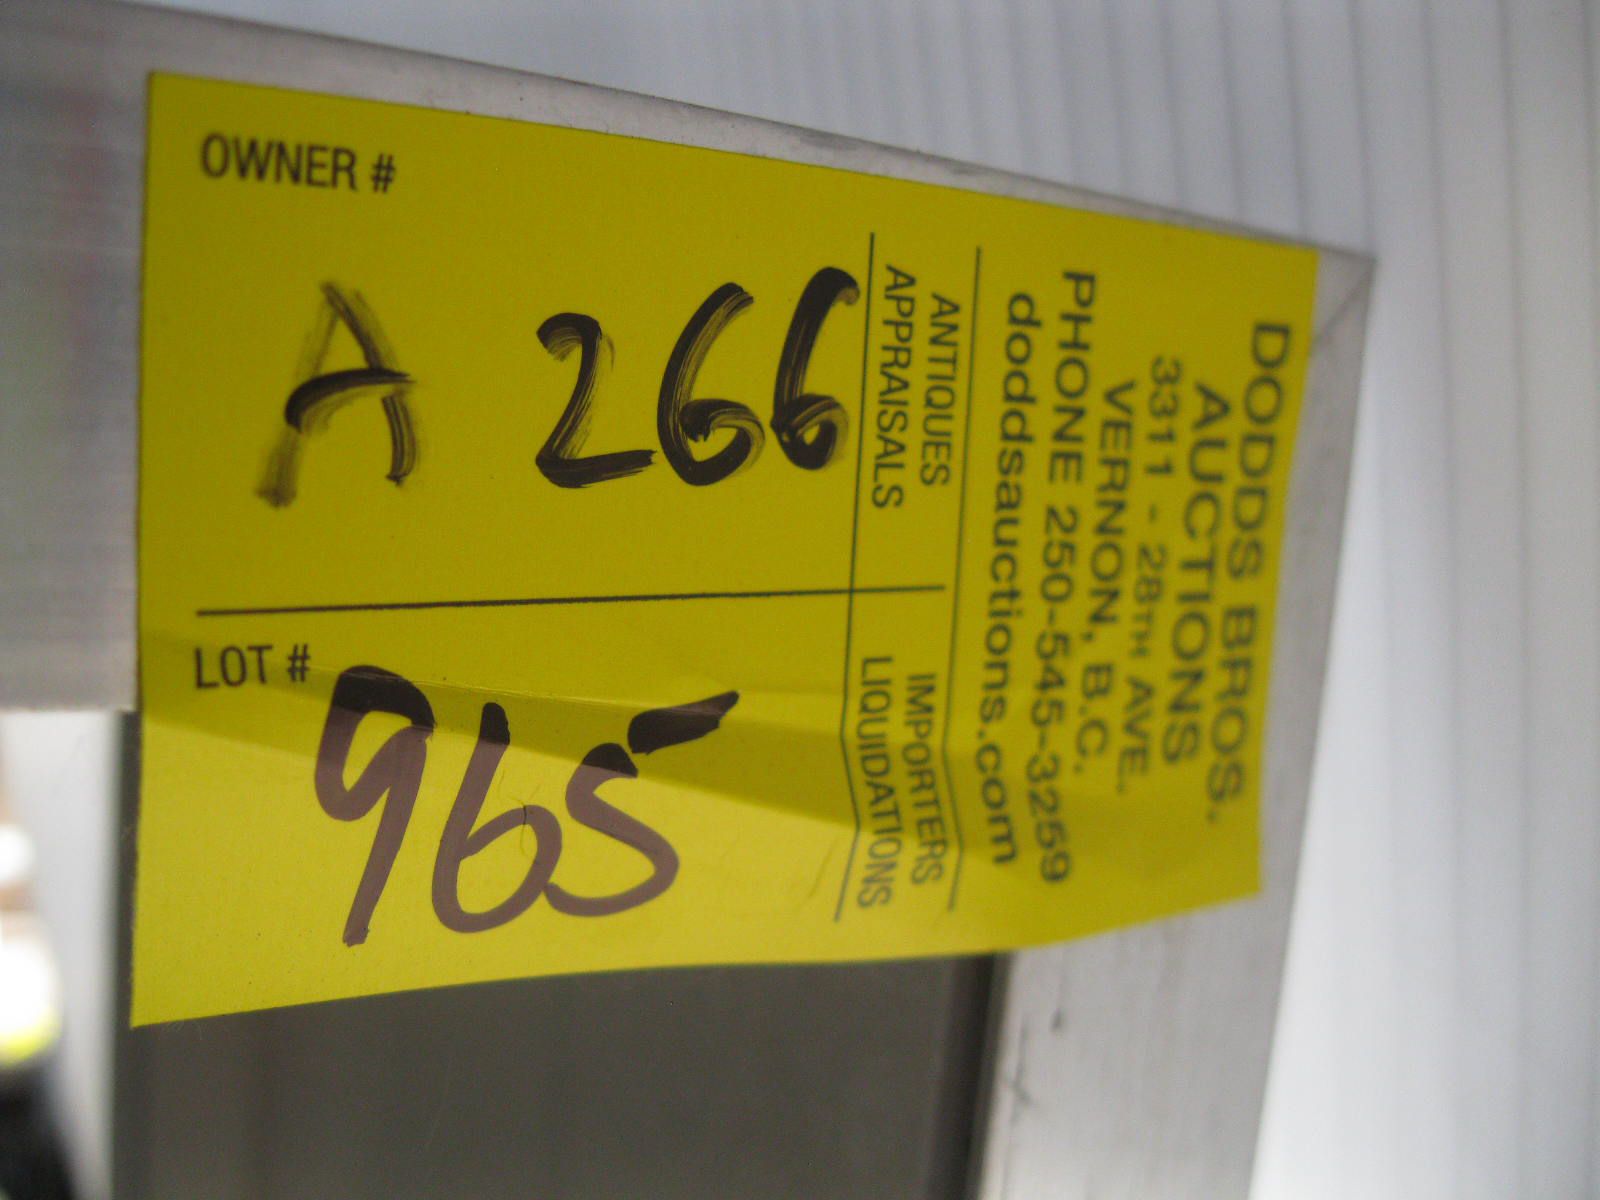 DODDS BROS.
AUCTIONS
3311 - 28TH AVE.
VERNON, B.C.
PHONE 250-545-3259
doddsauctions.com
ANTIQUES IMPORTERS
APPRAISALS LIQUIDATIONS
OWNER #
A 266
LOT #
965